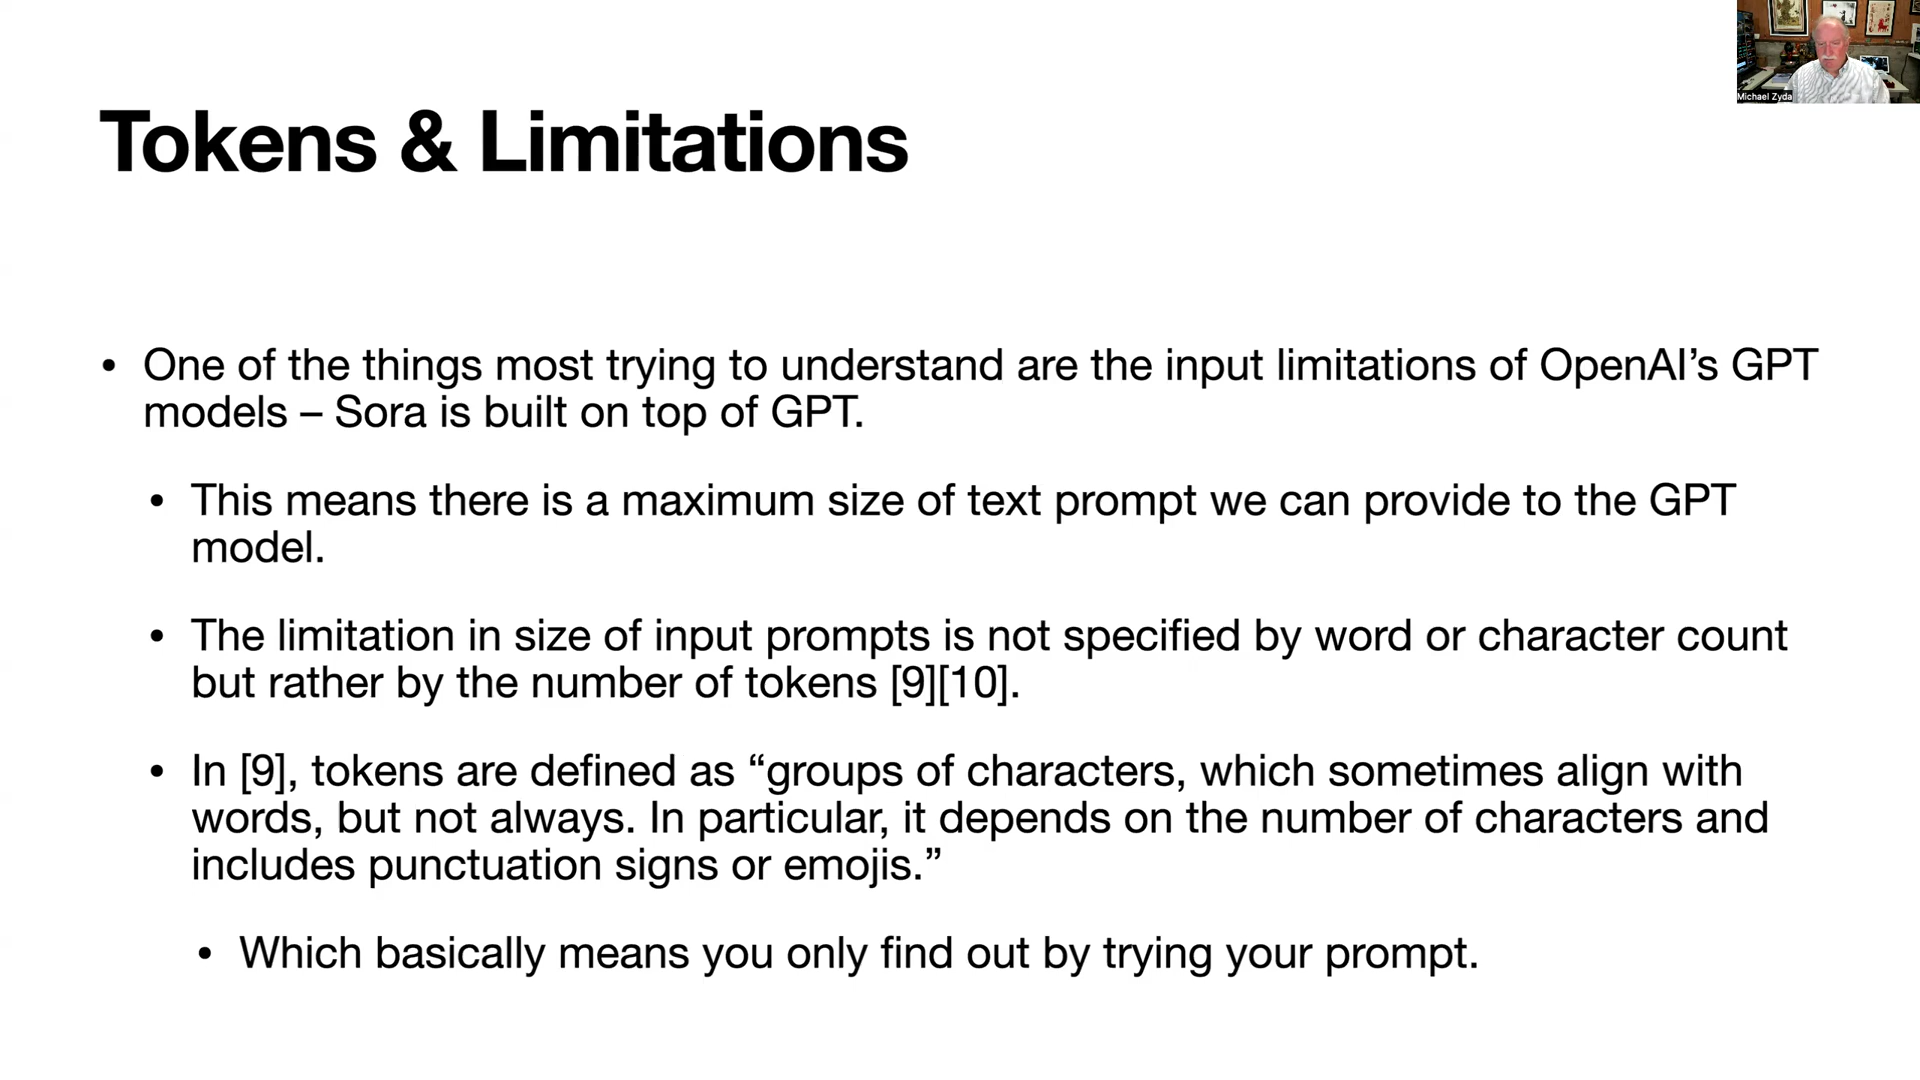 Michael Zyda
Tokens & Limitations
• One of the things most trying to understand are the input limitations of OpenAI’s GPT
models – Sora is built on top of GPT.
• This means there is a maximum size of text prompt we can provide to the GPT
model.
• The limitation in size of input prompts is not specified by word or character count
but rather by the number of tokens [9][10].
• In [9], tokens are defined as “groups of characters, which sometimes align with
words, but not always. In particular, it depends on the number of characters and
includes punctuation signs or emojis.”
• Which basically means you only find out by trying your prompt.